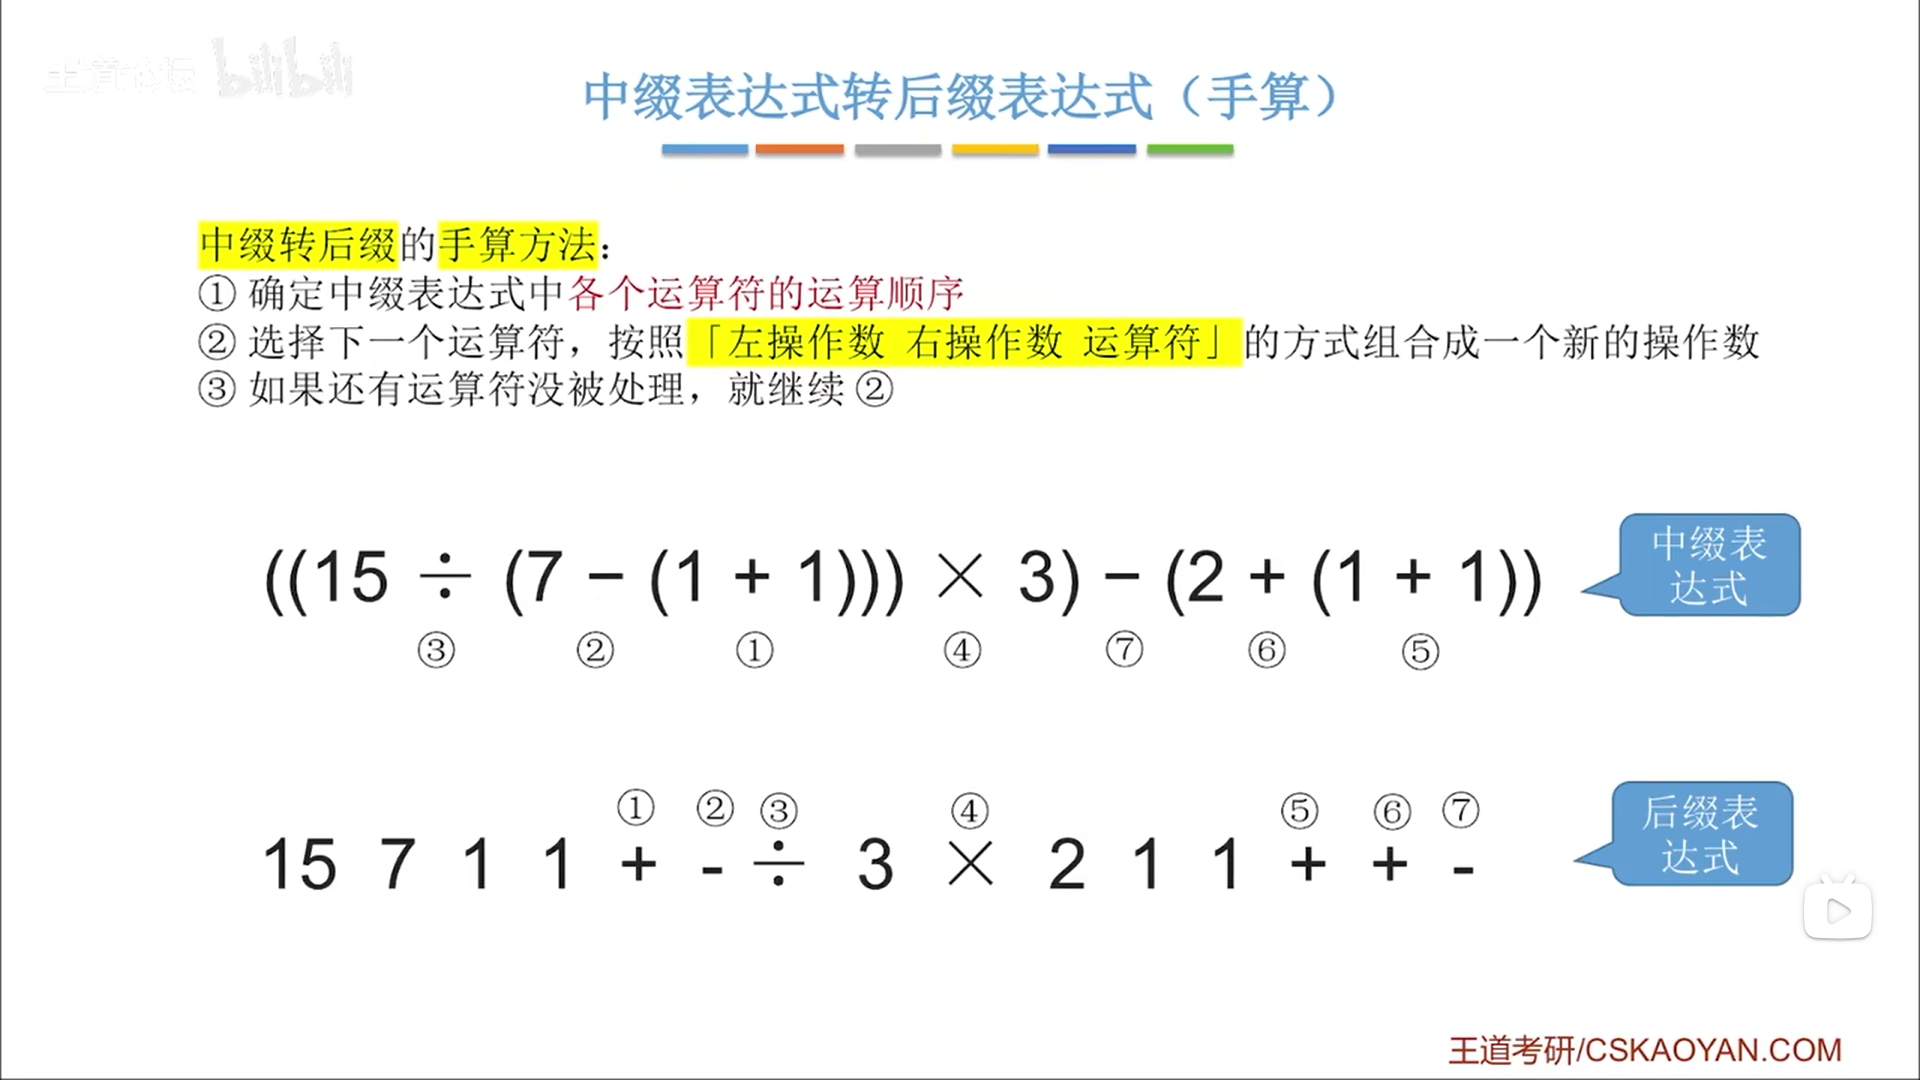 王道论坛 bilibili
中缀表达式转后缀表达式（手算）
中缀转后缀的手算方法：
① 确定中缀表达式中各个运算符的运算顺序
② 选择下一个运算符，按照「左操作数 右操作数 运算符」的方式组合成一个新的操作数
③ 如果还有运算符没被处理，就继续 ②
((15 ÷ (7 − (1 + 1))) × 3) − (2 + (1 + 1))
③ ② ① ④ ⑦ ⑥ ⑤
中缀表
达式
① ② ③ ④ ⑤ ⑥ ⑦
15 7 1 1 + - ÷ 3 × 2 1 1 + + -
后缀表
达式
王道考研/CSKAOYAN.COM